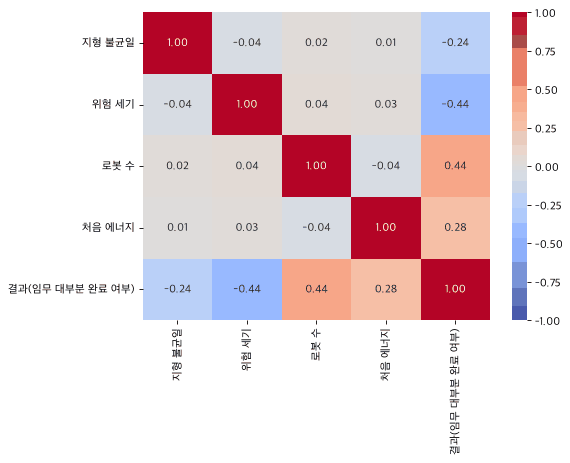 지형 불균일 1.00 -0.04 0.02 0.01 -0.24
위험 세기 -0.04 1.00 0.04 0.03 -0.44
로봇 수 0.02 0.04 1.00 -0.04 0.44
처음 에너지 0.01 0.03 -0.04 1.00 0.28
결과(임무 대부분 완료 여부) -0.24 -0.44 0.44 0.28 1.00
지형 불균일
위험 세기
로봇 수
처음 에너지
결과(임무 대부분 완료 여부)
1.00
0.75
0.50
0.25
0.00
-0.25
-0.50
-0.75
-1.00